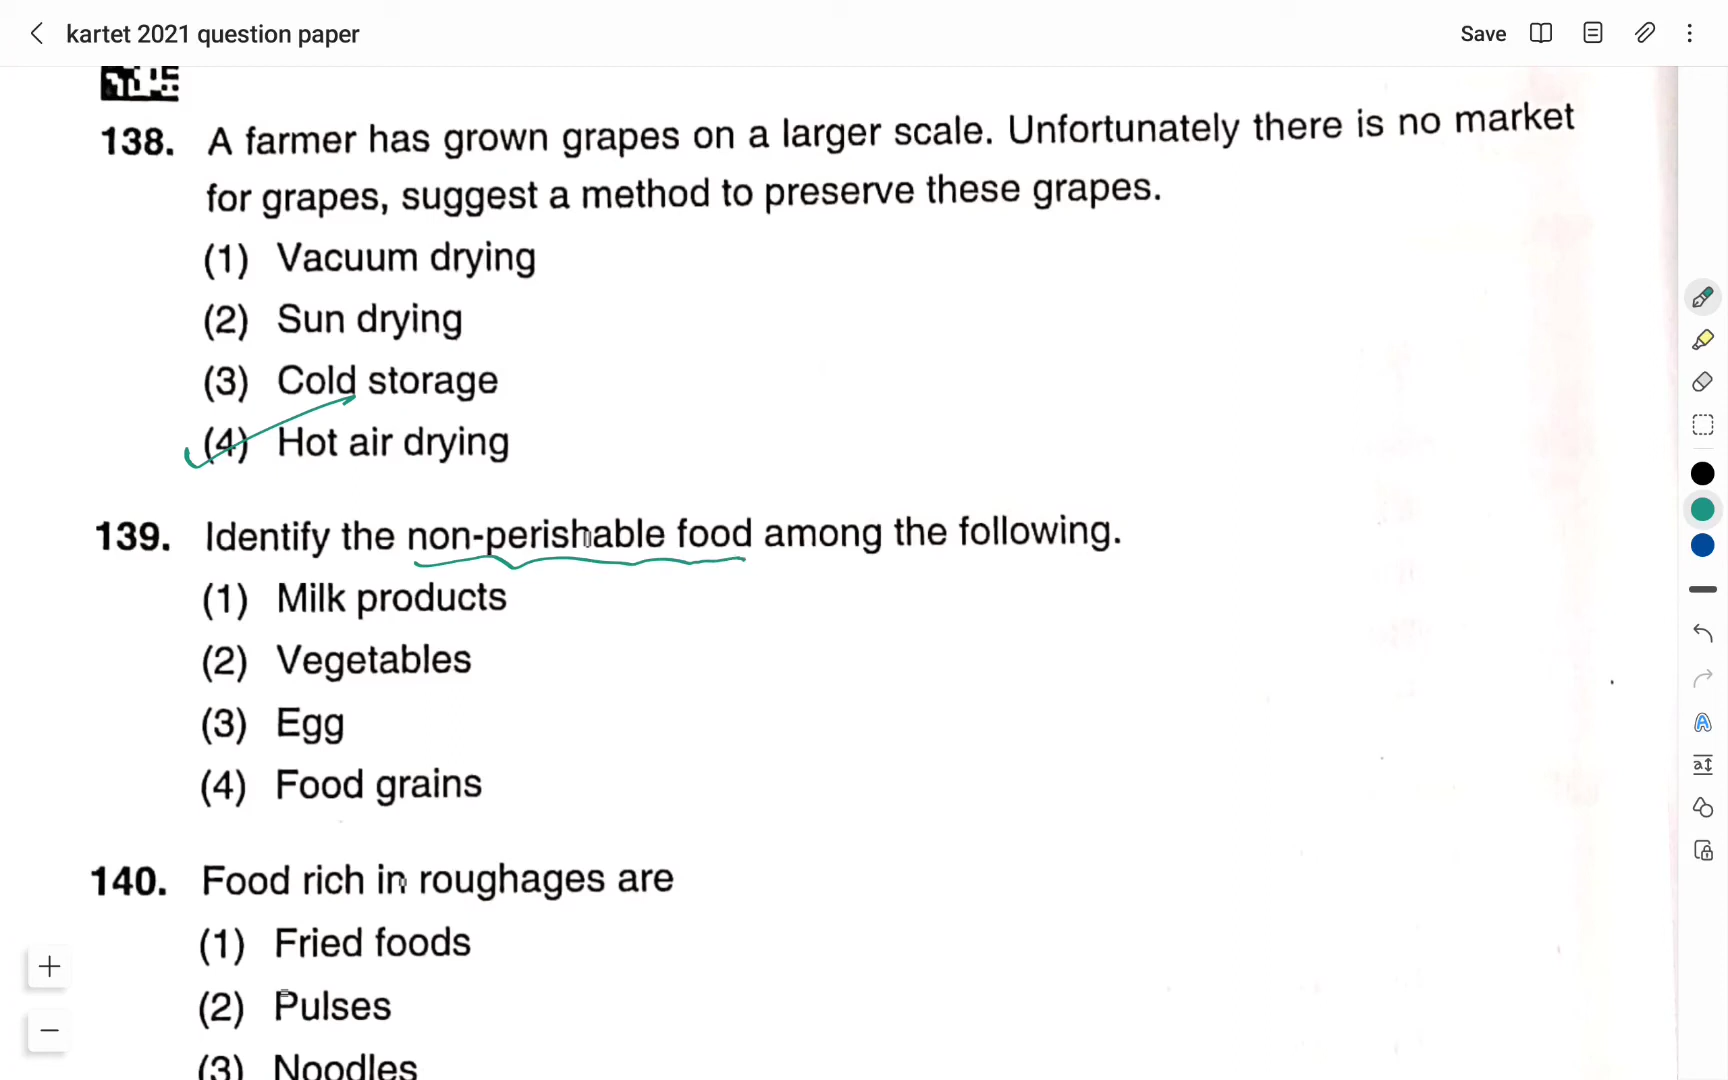 kartet 2021 question paper
Save
138. A farmer has grown grapes on a larger scale. Unfortunately there is no market
for grapes, suggest a method to preserve these grapes.
(1) Vacuum drying
(2) Sun drying
(3) Cold storage
(4) Hot air drying
139. Identify the non-perishable food among the following.
(1) Milk products
(2) Vegetables
(3) Egg
(4) Food grains
140. Food rich in roughages are
(1) Fried foods
(2) Pulses
(3) Noodles